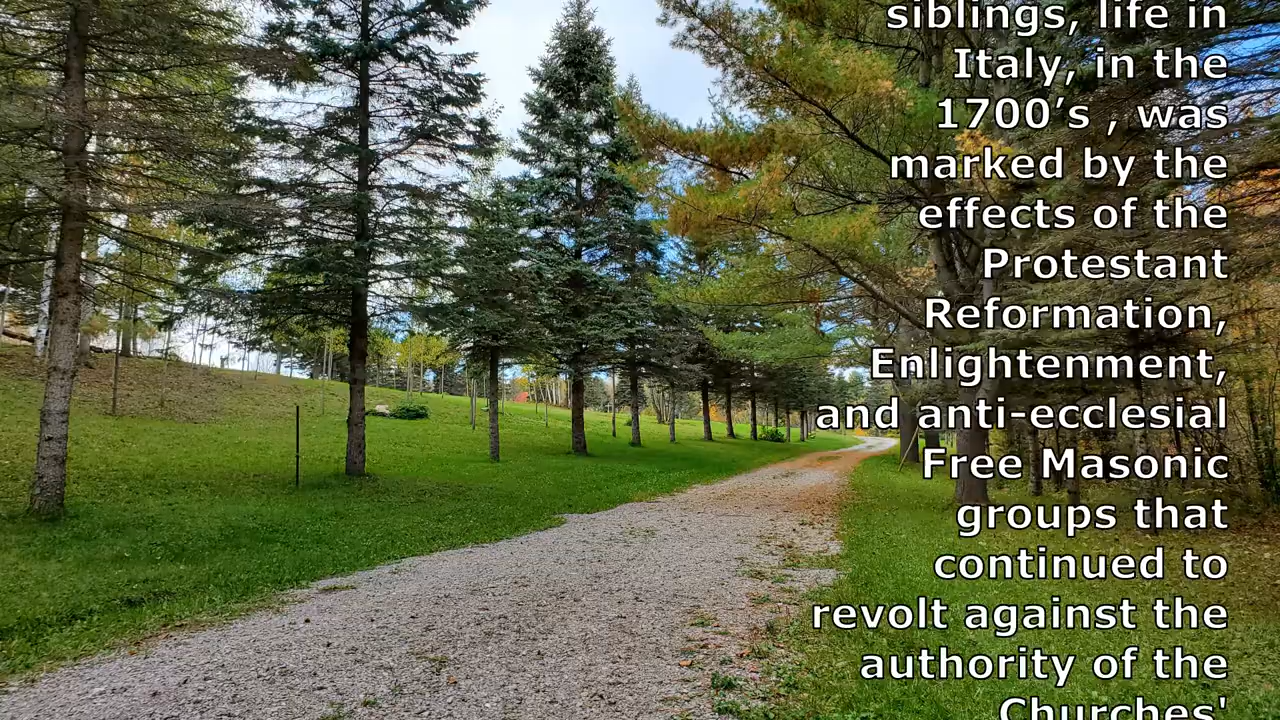 siblings, life in
Italy, in the
1700’s , was
marked by the
effects of the
Protestant
Reformation,
Enlightenment,
and anti-ecclesial
Free Masonic
groups that
continued to
revolt against the
authority of the
Churches'